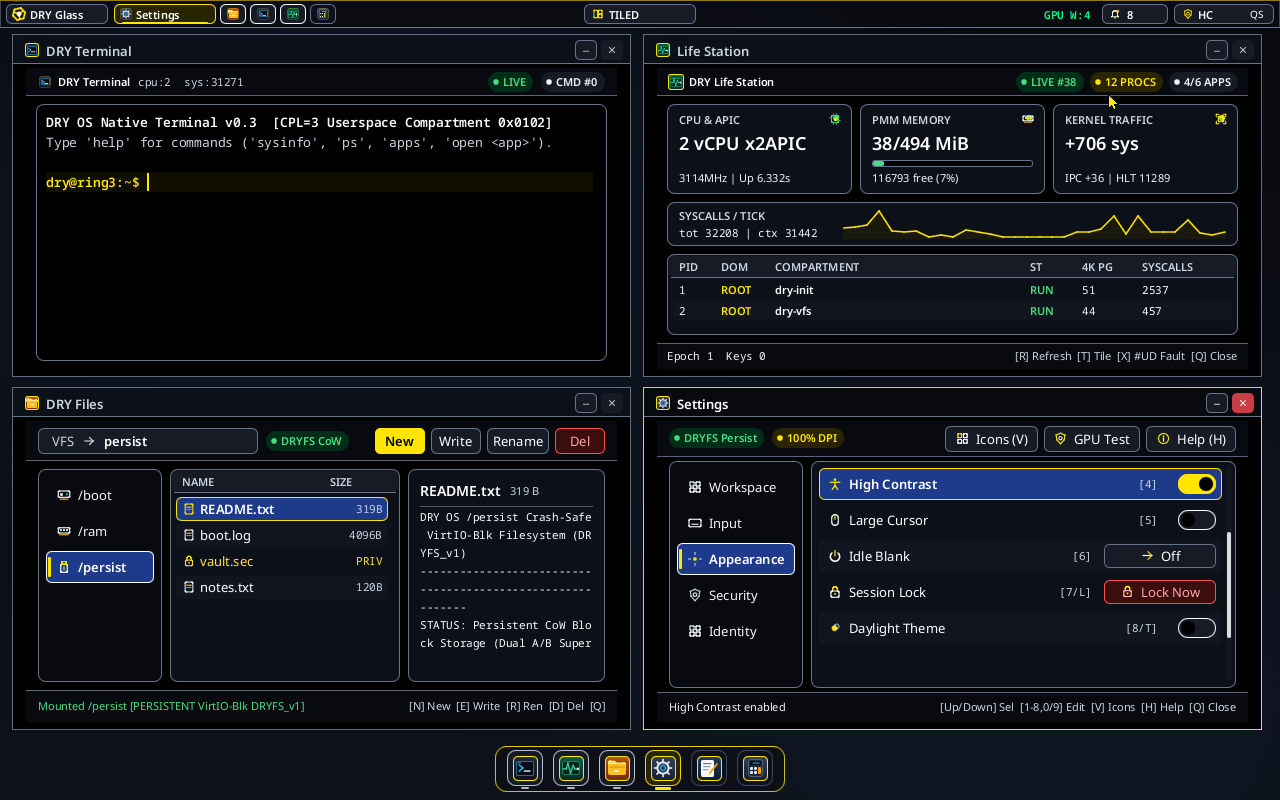 DRY Glass
Settings
TILED
GPU W:4
8
HC
QS
DRY Terminal
DRY Terminal cpu:2 sys:31271
LIVE
CMD #0
DRY OS Native Terminal v0.3 [CPL=3 Userspace Compartment 0x0102]
Type 'help' for commands ('sysinfo', 'ps', 'apps', 'open <app>').
dry@ring3:~$
Life Station
DRY Life Station
LIVE #38
12 PROCS
4/6 APPS
CPU & APIC
2 vCPU x2APIC
3114MHz | Up 6.332s
PMM MEMORY
38/494 MiB
116793 free (7%)
KERNEL TRAFFIC
+706 sys
IPC +36 | HLT 11289
SYSCALLS / TICK
tot 32208 | ctx 31442
PID DOM COMPARTMENT ST 4K PG SYSCALLS
1 ROOT dry-init RUN 51 2537
2 ROOT dry-vfs RUN 44 457
Epoch 1 Keys 0
[R] Refresh [T] Tile [X] #UD Fault [Q] Close
DRY Files
VFS → persist
DRYFS CoW
New
Write
Rename
Del
/boot
/ram
/persist
NAME SIZE
README.txt 319B
boot.log 4096B
vault.sec PRIV
notes.txt 120B
README.txt 319 B
DRY OS /persist Crash-Safe
VirtIO-Blk Filesystem (DR
YFS_v1)
--------------------------
--------------------------
-------
STATUS: Persistent CoW Blo
ck Storage (Dual A/B Super
Mounted /persist [PERSISTENT VirtIO-Blk DRYFS_v1]
[N] New [E] Write [R] Ren [D] Del [Q]
Settings
DRYFS Persist
100% DPI
Icons (V)
GPU Test
Help (H)
Workspace
Input
Appearance
Security
Identity
High Contrast [4]
Large Cursor [5]
Idle Blank [6] → Off
Session Lock [7/L] Lock Now
Daylight Theme [8/T]
High Contrast enabled
[Up/Down] Sel [1-8,0/9] Edit [V] Icons [H] Help [Q] Close